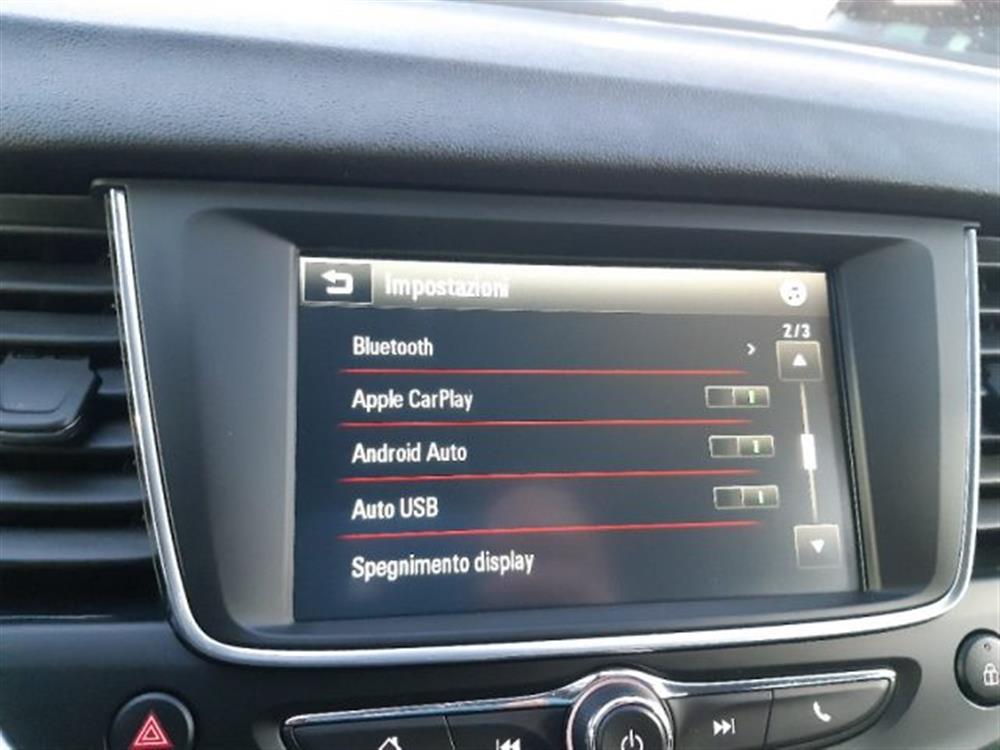 Impostazioni
2/3
Bluetooth
Apple CarPlay
Android Auto
Auto USB
Spegnimento display